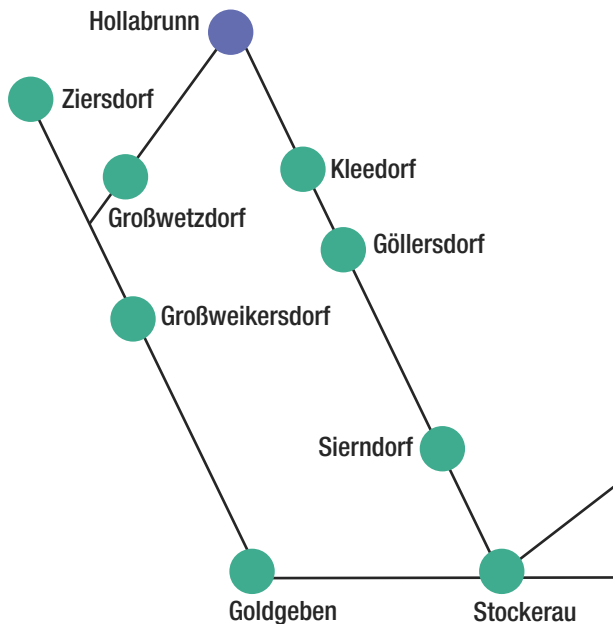 Hollabrunn
Ziersdorf
Kleedorf
Großwetzdorf
Göllersdorf
Großweikersdorf
Sierndorf
Goldgeben
Stockerau